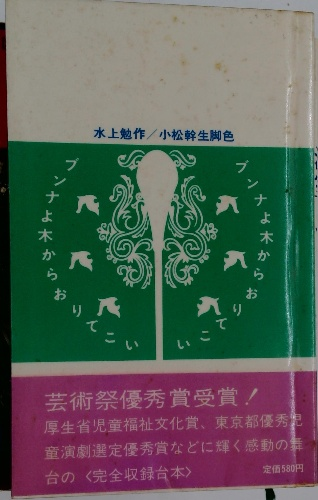 水上勉作／小松幹生脚色
ブンナよ木からおりてこい
ブンナよ木からおりてこい
芸術祭優秀賞受賞！
厚生省児童福祉文化賞、東京都優秀児
童演劇選定優秀賞などに輝く感動の舞
台の〈完全収録台本〉
定価580円